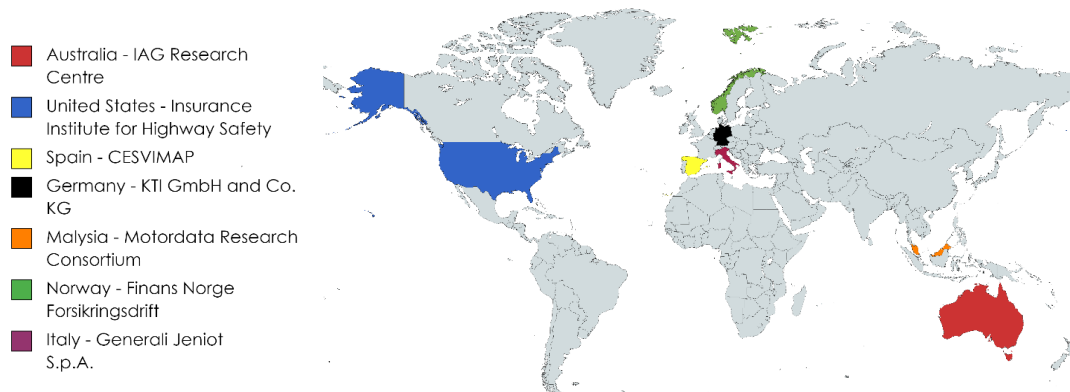 Australia - IAG Research
Centre
United States - Insurance
Institute for Highway Safety
Spain - CESVIMAP
Germany - KTI GmbH and Co.
KG
Malysia - Motordata Research
Consortium
Norway - Finans Norge
Forsikringsdrift
Italy - Generali Jeniot
S.p.A.